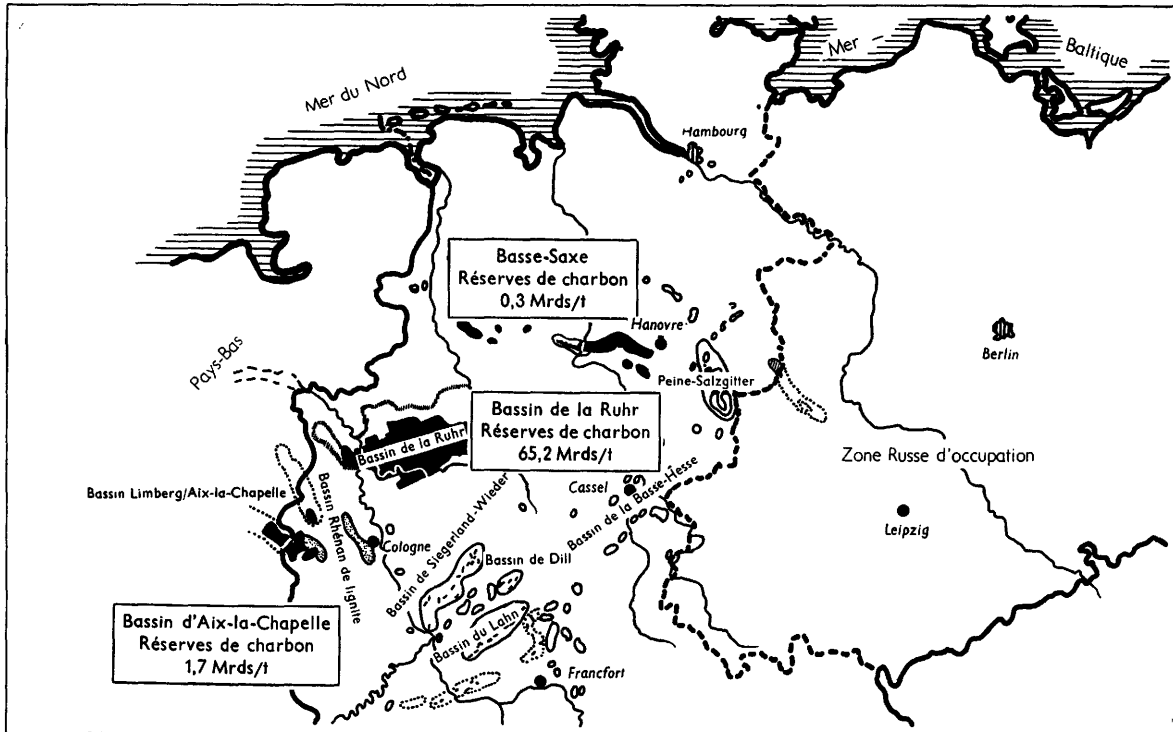 Mer du Nord
Mer
Baltique
Hambourg
Basse-Saxe
Réserves de charbon
0,3 Mrds/t
Hanovre
Berlin
Pays-Bas
Peine-Salzgitter
Bassin de la Ruhr
Réserves de charbon
65,2 Mrds/t
Bassin de la Ruhr
Zone Russe d'occupation
Bassin Limberg/Aix-la-Chapelle
Bassin Rhénan de lignite
Cologne
Bassin de Siegerland-Wieder
Cassel
Bassin de la Basse-Hesse
Leipzig
Bassin de Dill
Bassin d'Aix-la-Chapelle
Réserves de charbon
1,7 Mrds/t
Bassin du Lahn
Francfort